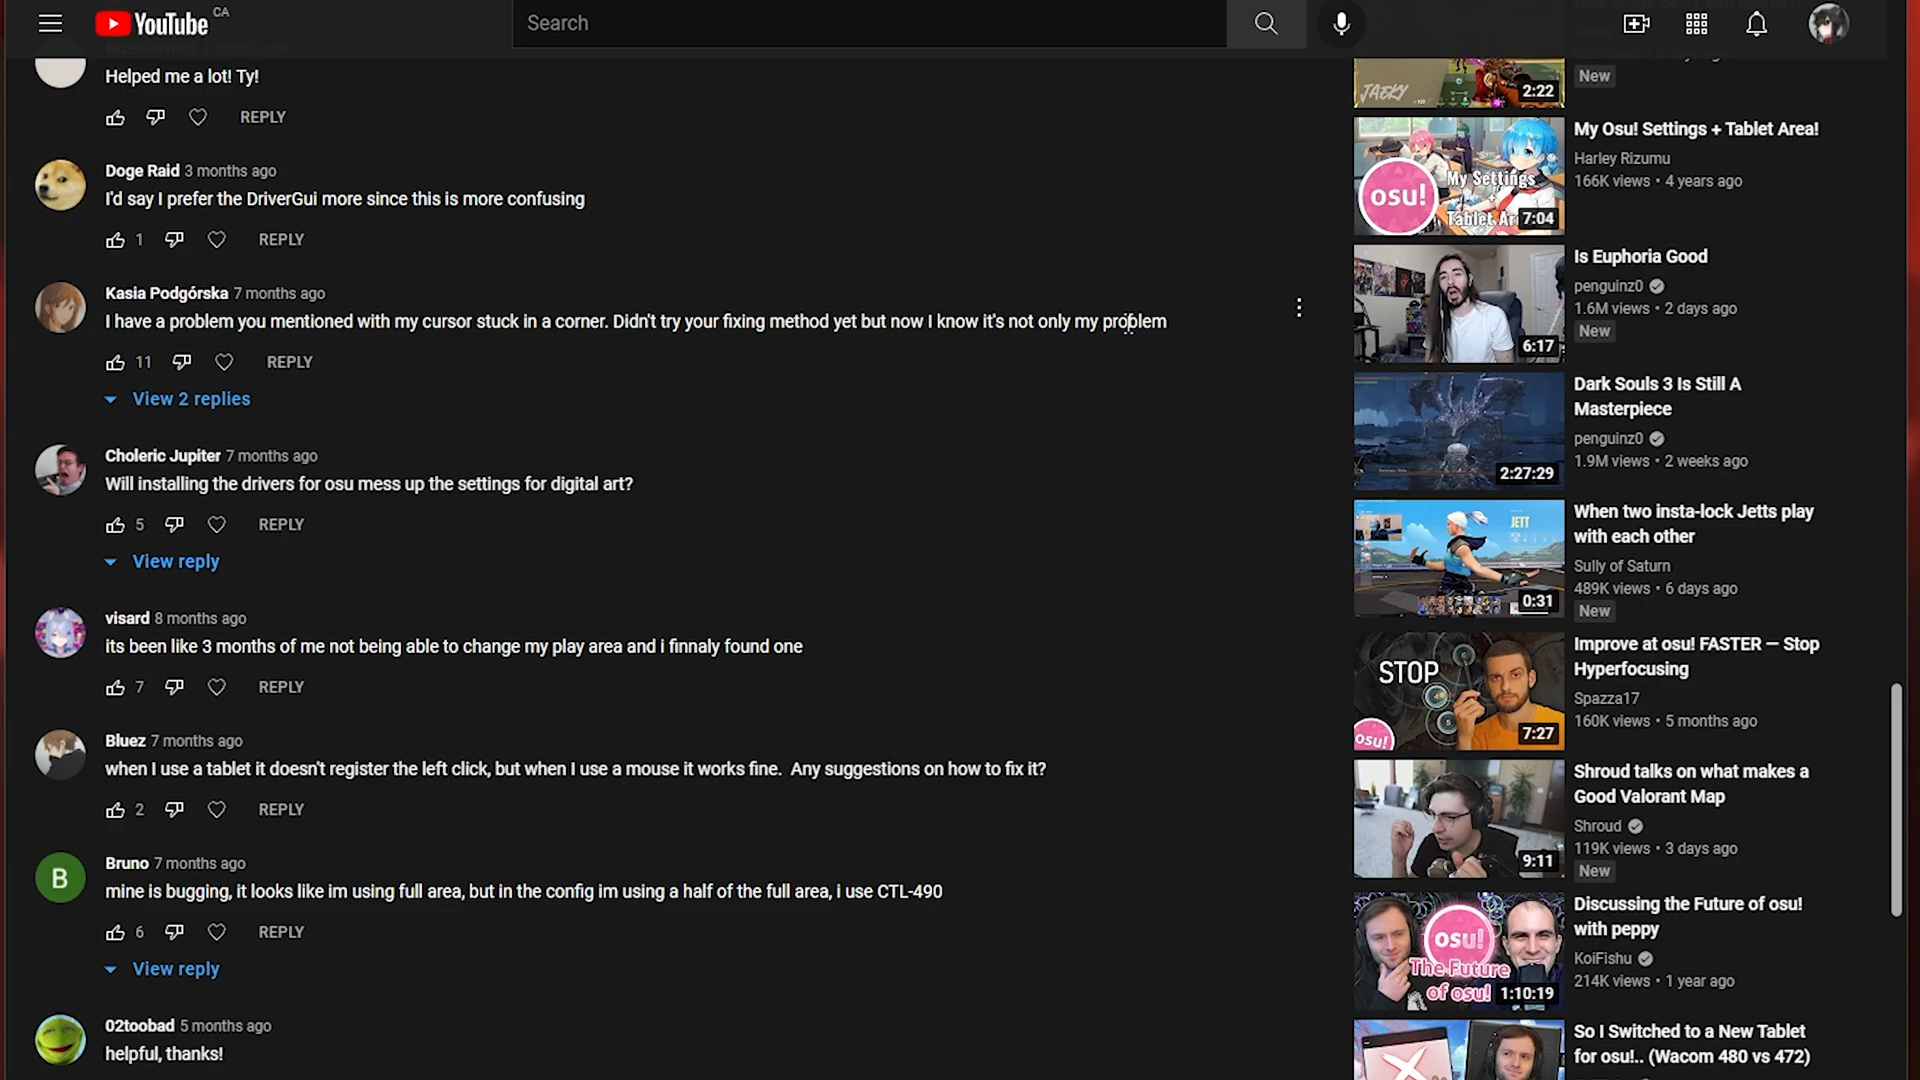 YouTube CA
Search
Helped me a lot! Ty!
REPLY
Doge Raid 3 months ago
I'd say I prefer the DriverGui more since this is more confusing
1 REPLY
Kasia Podgórska 7 months ago
I have a problem you mentioned with my cursor stuck in a corner. Didn't try your fixing method yet but now I know it's not only my problem
11 REPLY
View 2 replies
Choleric Jupiter 7 months ago
Will installing the drivers for osu mess up the settings for digital art?
5 REPLY
View reply
visard 8 months ago
its been like 3 months of me not being able to change my play area and i finnaly found one
7 REPLY
Bluez 7 months ago
when I use a tablet it doesn't register the left click, but when I use a mouse it works fine. Any suggestions on how to fix it?
2 REPLY
B
Bruno 7 months ago
mine is bugging, it looks like im using full area, but in the config im using a half of the full area, i use CTL-490
6 REPLY
View reply
02toobad 5 months ago
helpful, thanks!
JAEKY
2:22
New
osu!
My Settings
+
Tablet Ar
7:04
My Osu! Settings + Tablet Area!
Harley Rizumu
166K views • 4 years ago
6:17
Is Euphoria Good
penguinz0
1.6M views • 2 days ago
New
2:27:29
Dark Souls 3 Is Still A
Masterpiece
penguinz0
1.9M views • 2 weeks ago
JETT
0:31
When two insta-lock Jetts play
with each other
Sully of Saturn
489K views • 6 days ago
New
STOP
osu!
7:27
Improve at osu! FASTER — Stop
Hyperfocusing
Spazza17
160K views • 5 months ago
9:11
Shroud talks on what makes a
Good Valorant Map
Shroud
119K views • 3 days ago
New
osu!
The Future
of osu!
1:10:19
Discussing the Future of osu!
with peppy
KoiFishu
214K views • 1 year ago
So I Switched to a New Tablet
for osu!.. (Wacom 480 vs 472)